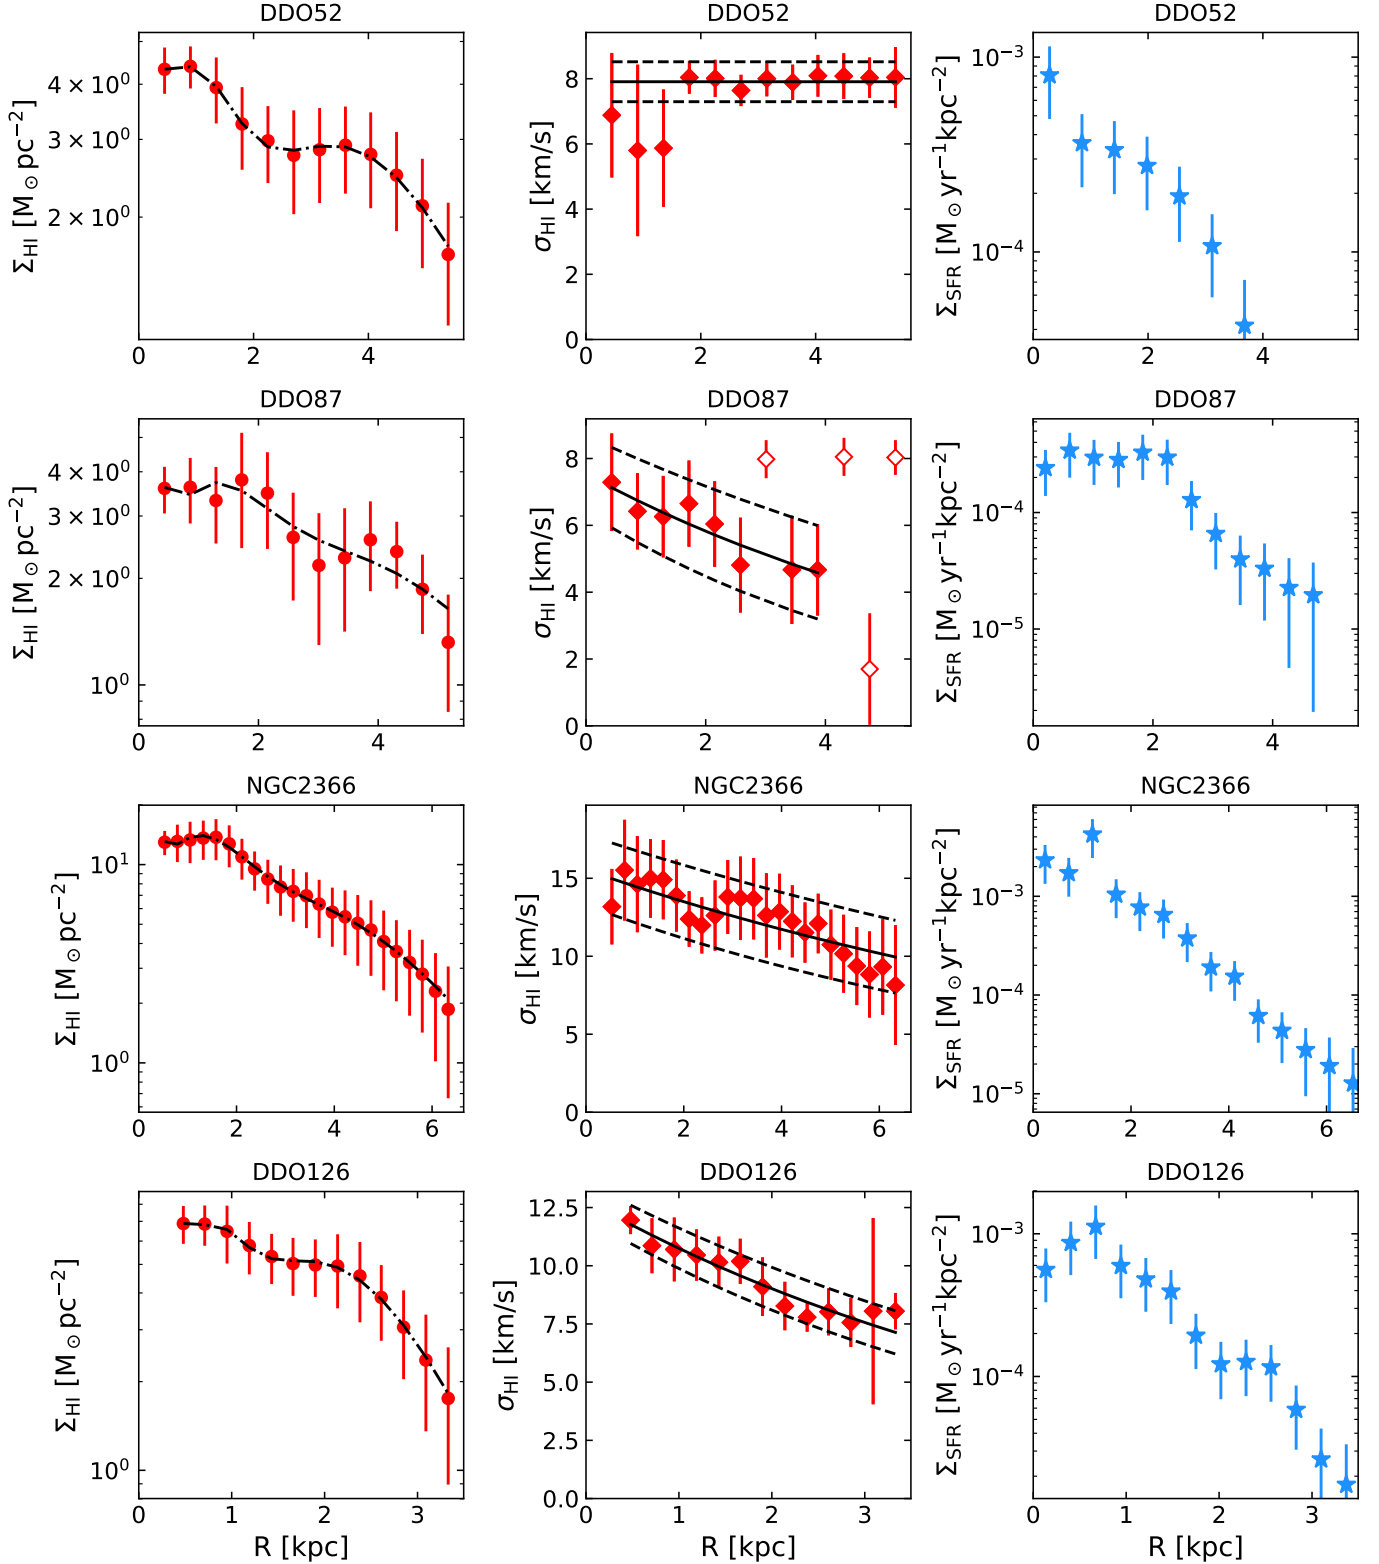 DDO52 DDO52 DDO52
Σ_HI [M_⊙ pc⁻²]
4 × 10⁰
3 × 10⁰
2 × 10⁰
0 2 4
σ_HI [km/s]
8
6
4
2
0
0 2 4
Σ_SFR [M_⊙ yr⁻¹kpc⁻²]
10⁻³
10⁻⁴
0 2 4
DDO87 DDO87 DDO87
Σ_HI [M_⊙ pc⁻²]
4 × 10⁰
3 × 10⁰
2 × 10⁰
10⁰
0 2 4
σ_HI [km/s]
8
6
4
2
0
0 2 4
Σ_SFR [M_⊙ yr⁻¹kpc⁻²]
10⁻⁴
10⁻⁵
0 2 4
NGC2366 NGC2366 NGC2366
Σ_HI [M_⊙ pc⁻²]
10¹
10⁰
0 2 4 6
σ_HI [km/s]
15
10
5
0
0 2 4 6
Σ_SFR [M_⊙ yr⁻¹kpc⁻²]
10⁻³
10⁻⁴
10⁻⁵
0 2 4 6
DDO126 DDO126 DDO126
Σ_HI [M_⊙ pc⁻²]
10⁰
0 1 2 3
R [kpc]
σ_HI [km/s]
12.5
10.0
7.5
5.0
2.5
0.0
0 1 2 3
R [kpc]
Σ_SFR [M_⊙ yr⁻¹kpc⁻²]
10⁻³
10⁻⁴
0 1 2 3
R [kpc]